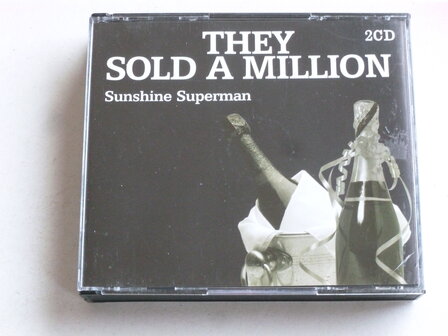 THEY
2CD
SOLD A MILLION
Sunshine Superman